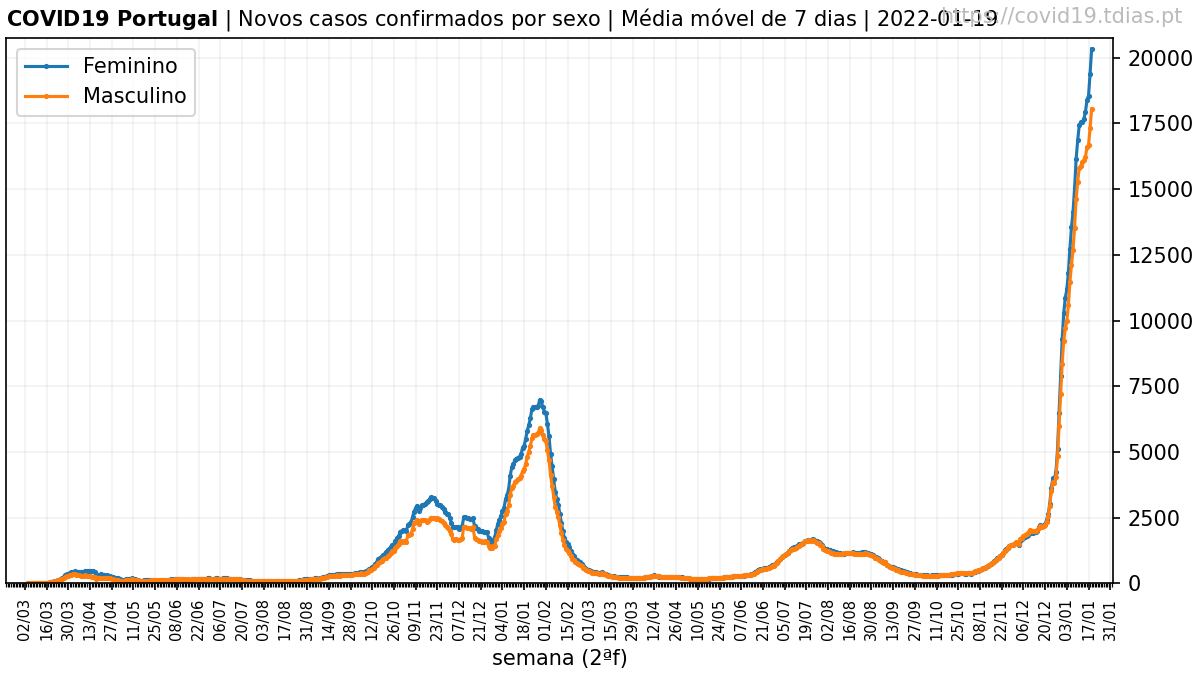 COVID19 Portugal | Novos casos confirmados por sexo | Média móvel de 7 dias | 2022-01-19
https://covid19.tdias.pt
Feminino
Masculino
20000
17500
15000
12500
10000
7500
5000
2500
0
02/03 16/03 30/03 13/04 27/04 11/05 25/05 08/06 22/06 06/07 20/07 03/08 17/08 31/08 14/09 28/09 12/10 26/10 09/11 23/11 07/12 21/12 04/01 18/01 01/02 15/02 01/03 15/03 29/03 12/04 26/04 10/05 24/05 07/06 21/06 05/07 19/07 02/08 16/08 30/08 13/09 27/09 11/10 25/10 08/11 22/11 06/12 20/12 03/01 17/01 31/01
semana (2ªf)